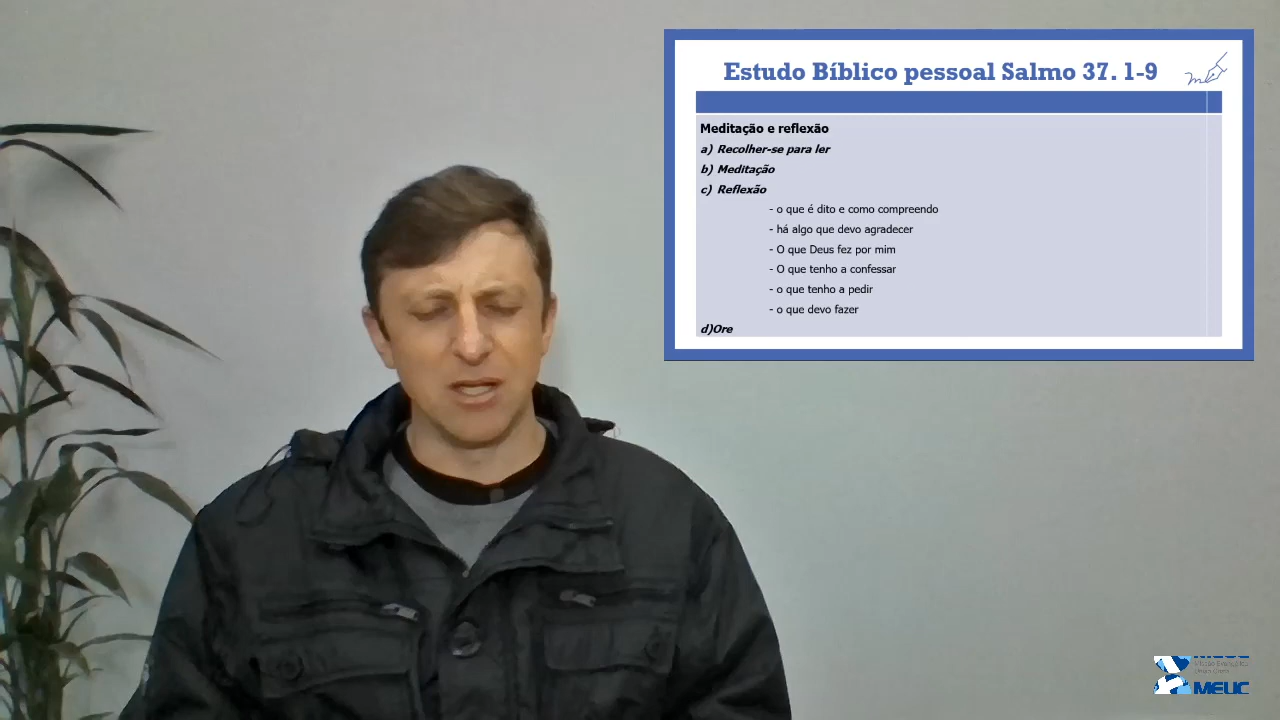 Estudo Bíblico pessoal Salmo 37. 1-9
Meditação e reflexão
a) Recolher-se para ler
b) Meditação
c) Reflexão
- o que é dito e como compreendo
- há algo que devo agradecer
- O que Deus fez por mim
- O que tenho a confessar
- o que tenho a pedir
- o que devo fazer
d)Ore
MEUC